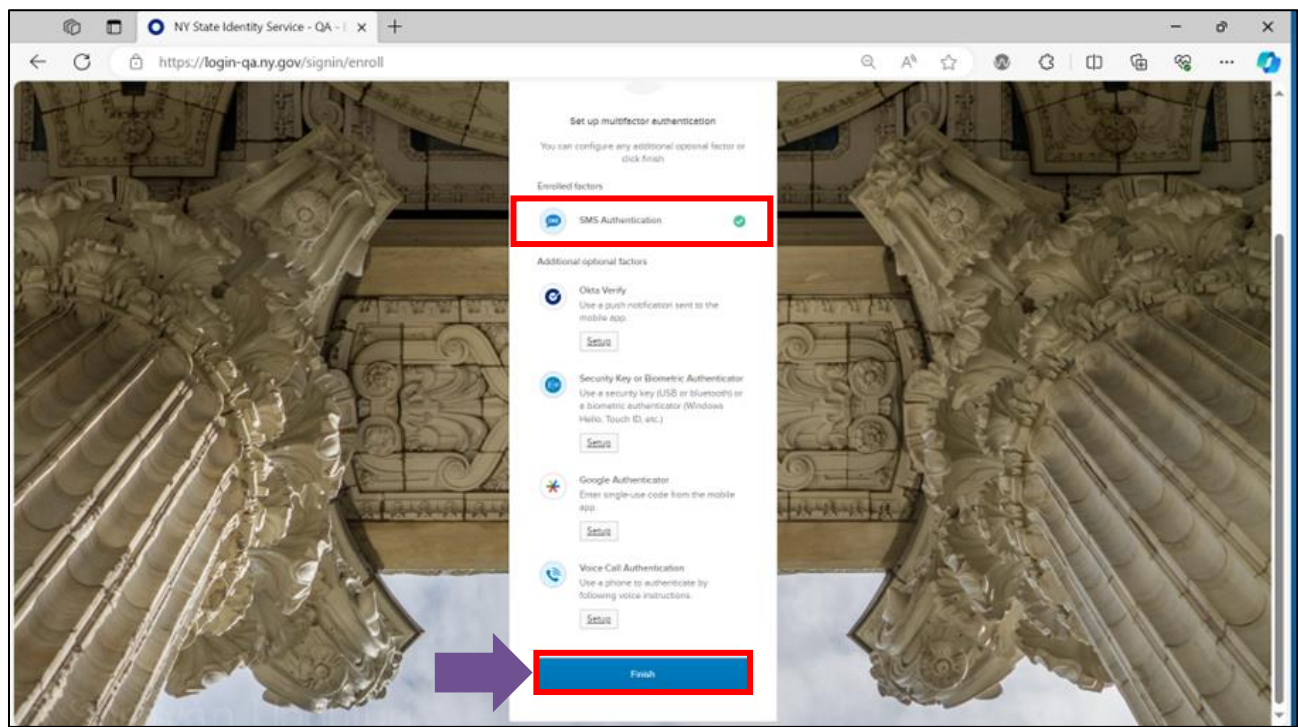 NY State Identity Service - QA -
https://login-qa.ny.gov/signin/enroll
Set up multifactor authentication
You can configure any additional optional factor or
click finish
Enrolled factors
SMS Authentication
Additional optional factors
Okta Verify
Use a push notification sent to the
mobile app.
Setup
Security Key or Biometric Authenticator
Use a security key (USB or bluetooth) or
a biometric authenticator (Windows
Hello, Touch ID, etc.)
Setup
Google Authenticator
Enter single-use code from the mobile
app.
Setup
Voice Call Authentication
Use a phone to authenticate by
following voice instructions.
Setup
Finish